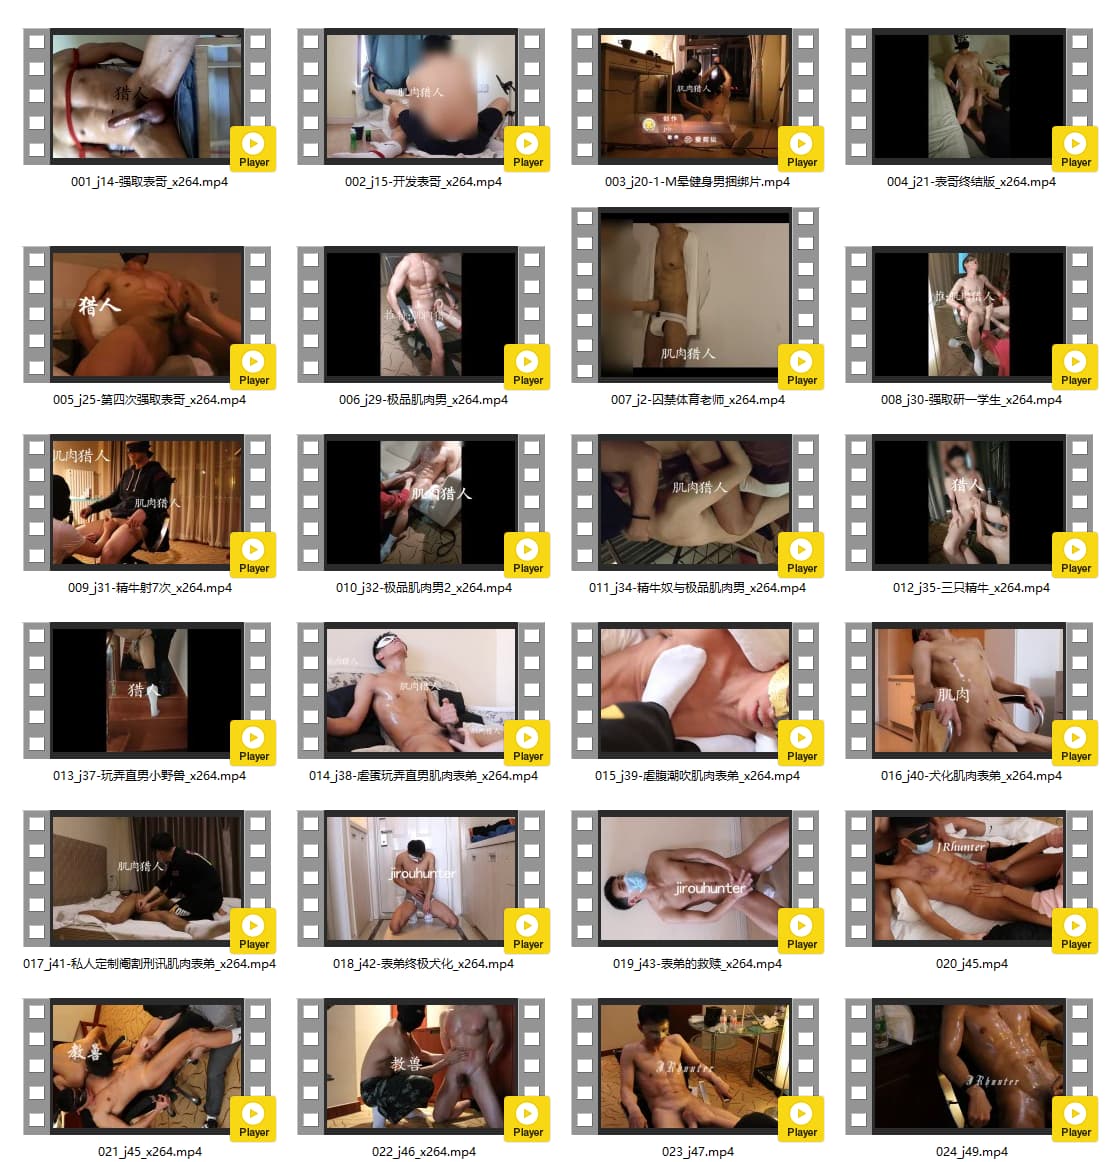 猎人
Player
肌肉猎人
Player
肌肉猎人
Player
Player
001_j14-强取表哥_x264.mp4
002_j15-开发表哥_x264.mp4
003_j20-1-M晕健身男捆绑片.mp4
004_j21-表哥终结版_x264.mp4
猎人
Player
Player
肌肉猎人
Player
Player
005_j25-第四次强取表哥_x264.mp4
006_j29-极品肌肉男_x264.mp4
007_j2-囚禁体育老师_x264.mp4
008_j30-强取研一学生_x264.mp4
肌肉猎人
肌肉猎人
Player
肌肉猎人
Player
肌肉猎人
Player
猎人
Player
009_j31-精牛射7次_x264.mp4
010_j32-极品肌肉男2_x264.mp4
011_j34-精牛奴与极品肌肉男_x264.mp4
012_j35-三只精牛_x264.mp4
猎人
Player
肌肉猎人
Player
Player
肌肉
Player
013_j37-玩弄直男小野兽_x264.mp4
014_j38-虐蛋玩弄直男肌肉表弟_x264.mp4
015_j39-虐腹潮吹肌肉表弟_x264.mp4
016_j40-犬化肌肉表弟_x264.mp4
肌肉猎人
Player
jirouhunter
Player
jirouhunter
Player
JRhunter
Player
017_j41-私人定制阉割刑讯肌肉表弟_x264.mp4
018_j42-表弟终极犬化_x264.mp4
019_j43-表弟的救赎_x264.mp4
020_j45.mp4
教兽
Player
教兽
Player
JRhunter
Player
JRhunter
Player
021_j45_x264.mp4
022_j46_x264.mp4
023_j47.mp4
024_j49.mp4